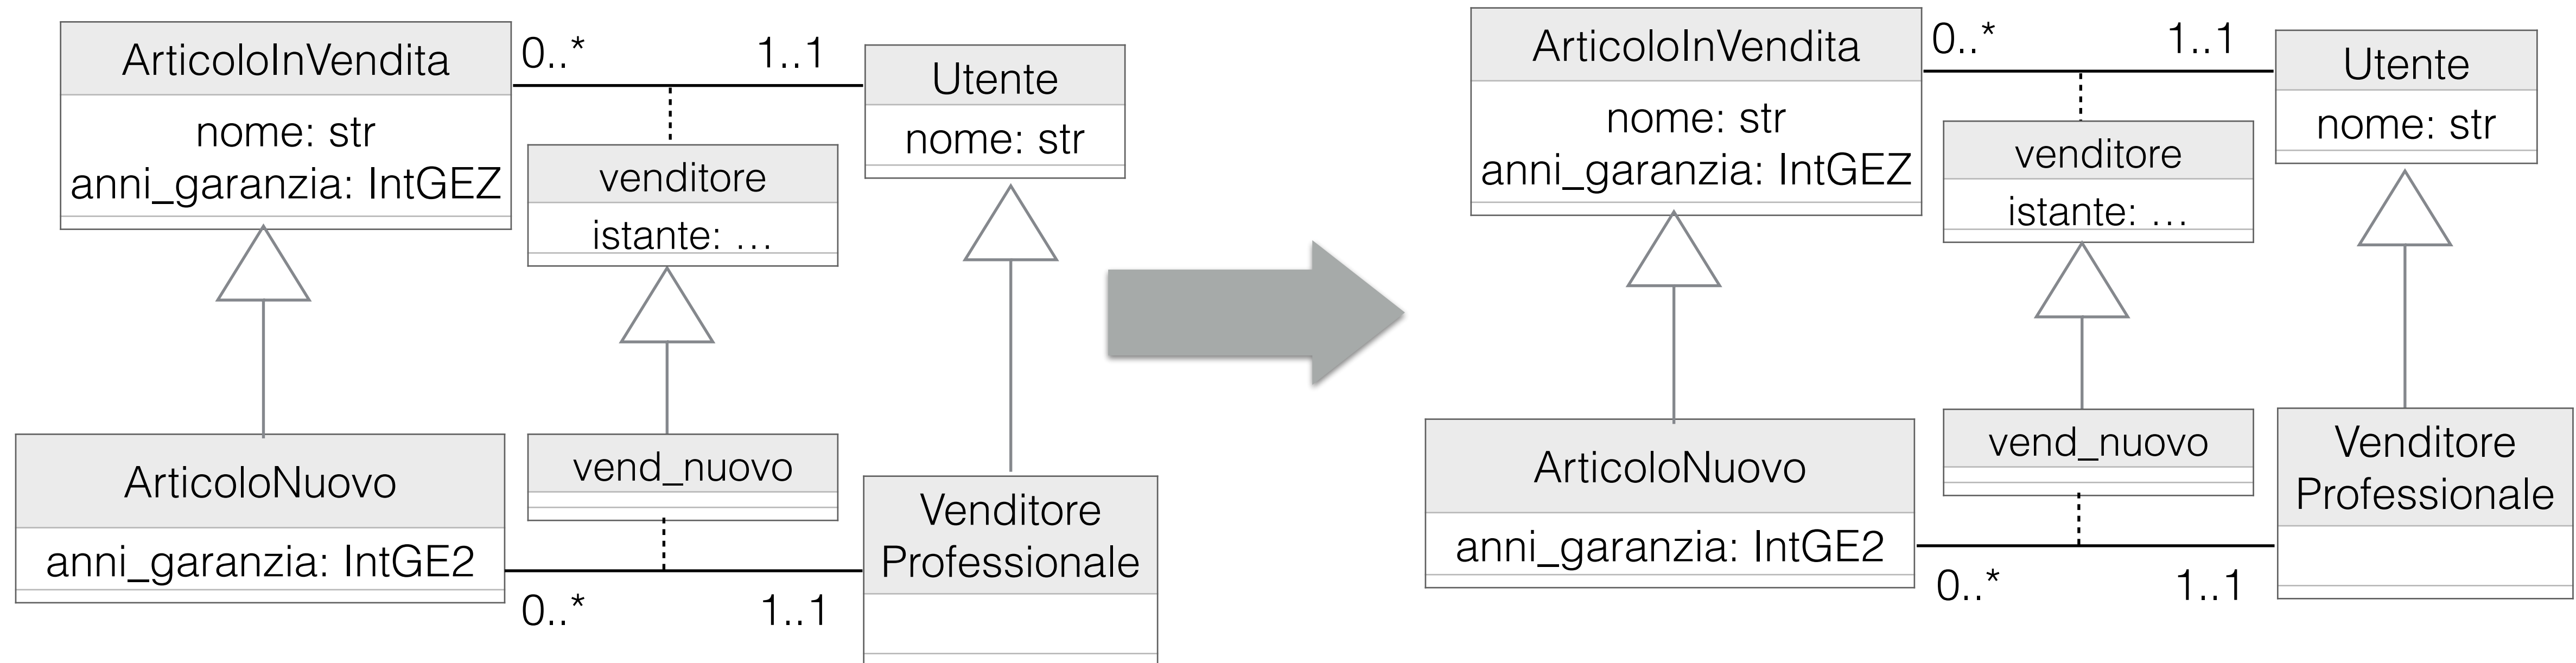 ArticoloInVendita
nome: str
anni_garanzia: IntGEZ
0..*
1..1
Utente
nome: str
venditore
istante: …
ArticoloNuovo
anni_garanzia: IntGE2
vend_nuovo
0..*
1..1
Venditore
Professionale
ArticoloInVendita
nome: str
anni_garanzia: IntGEZ
0..*
1..1
Utente
nome: str
venditore
istante: …
ArticoloNuovo
anni_garanzia: IntGE2
vend_nuovo
0..*
1..1
Venditore
Professionale